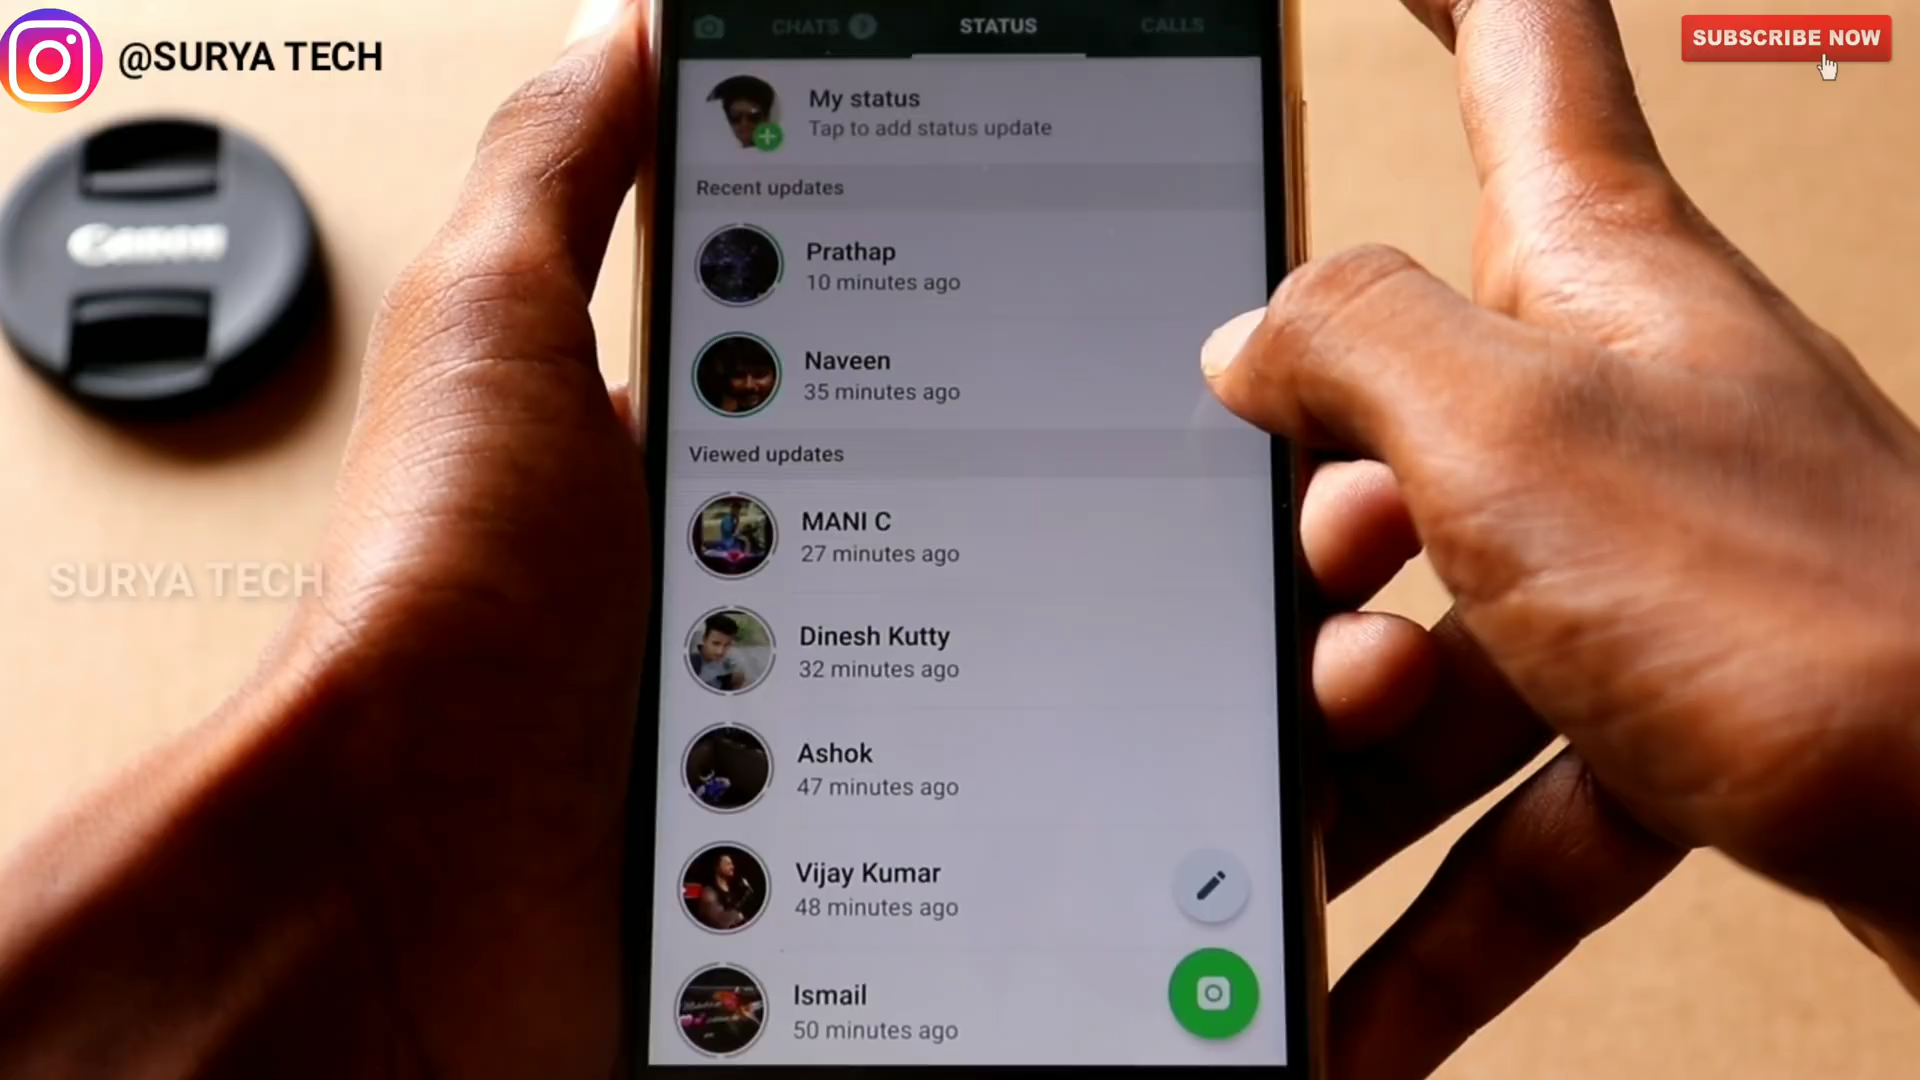 @SURYA TECH
SUBSCRIBE NOW
CHATS
STATUS
CALLS
My status
Tap to add status update
Recent updates
Prathap
10 minutes ago
Naveen
35 minutes ago
Viewed updates
MANI C
27 minutes ago
Dinesh Kutty
32 minutes ago
Ashok
47 minutes ago
Vijay Kumar
48 minutes ago
Ismail
50 minutes ago
Canon
SURYA TECH